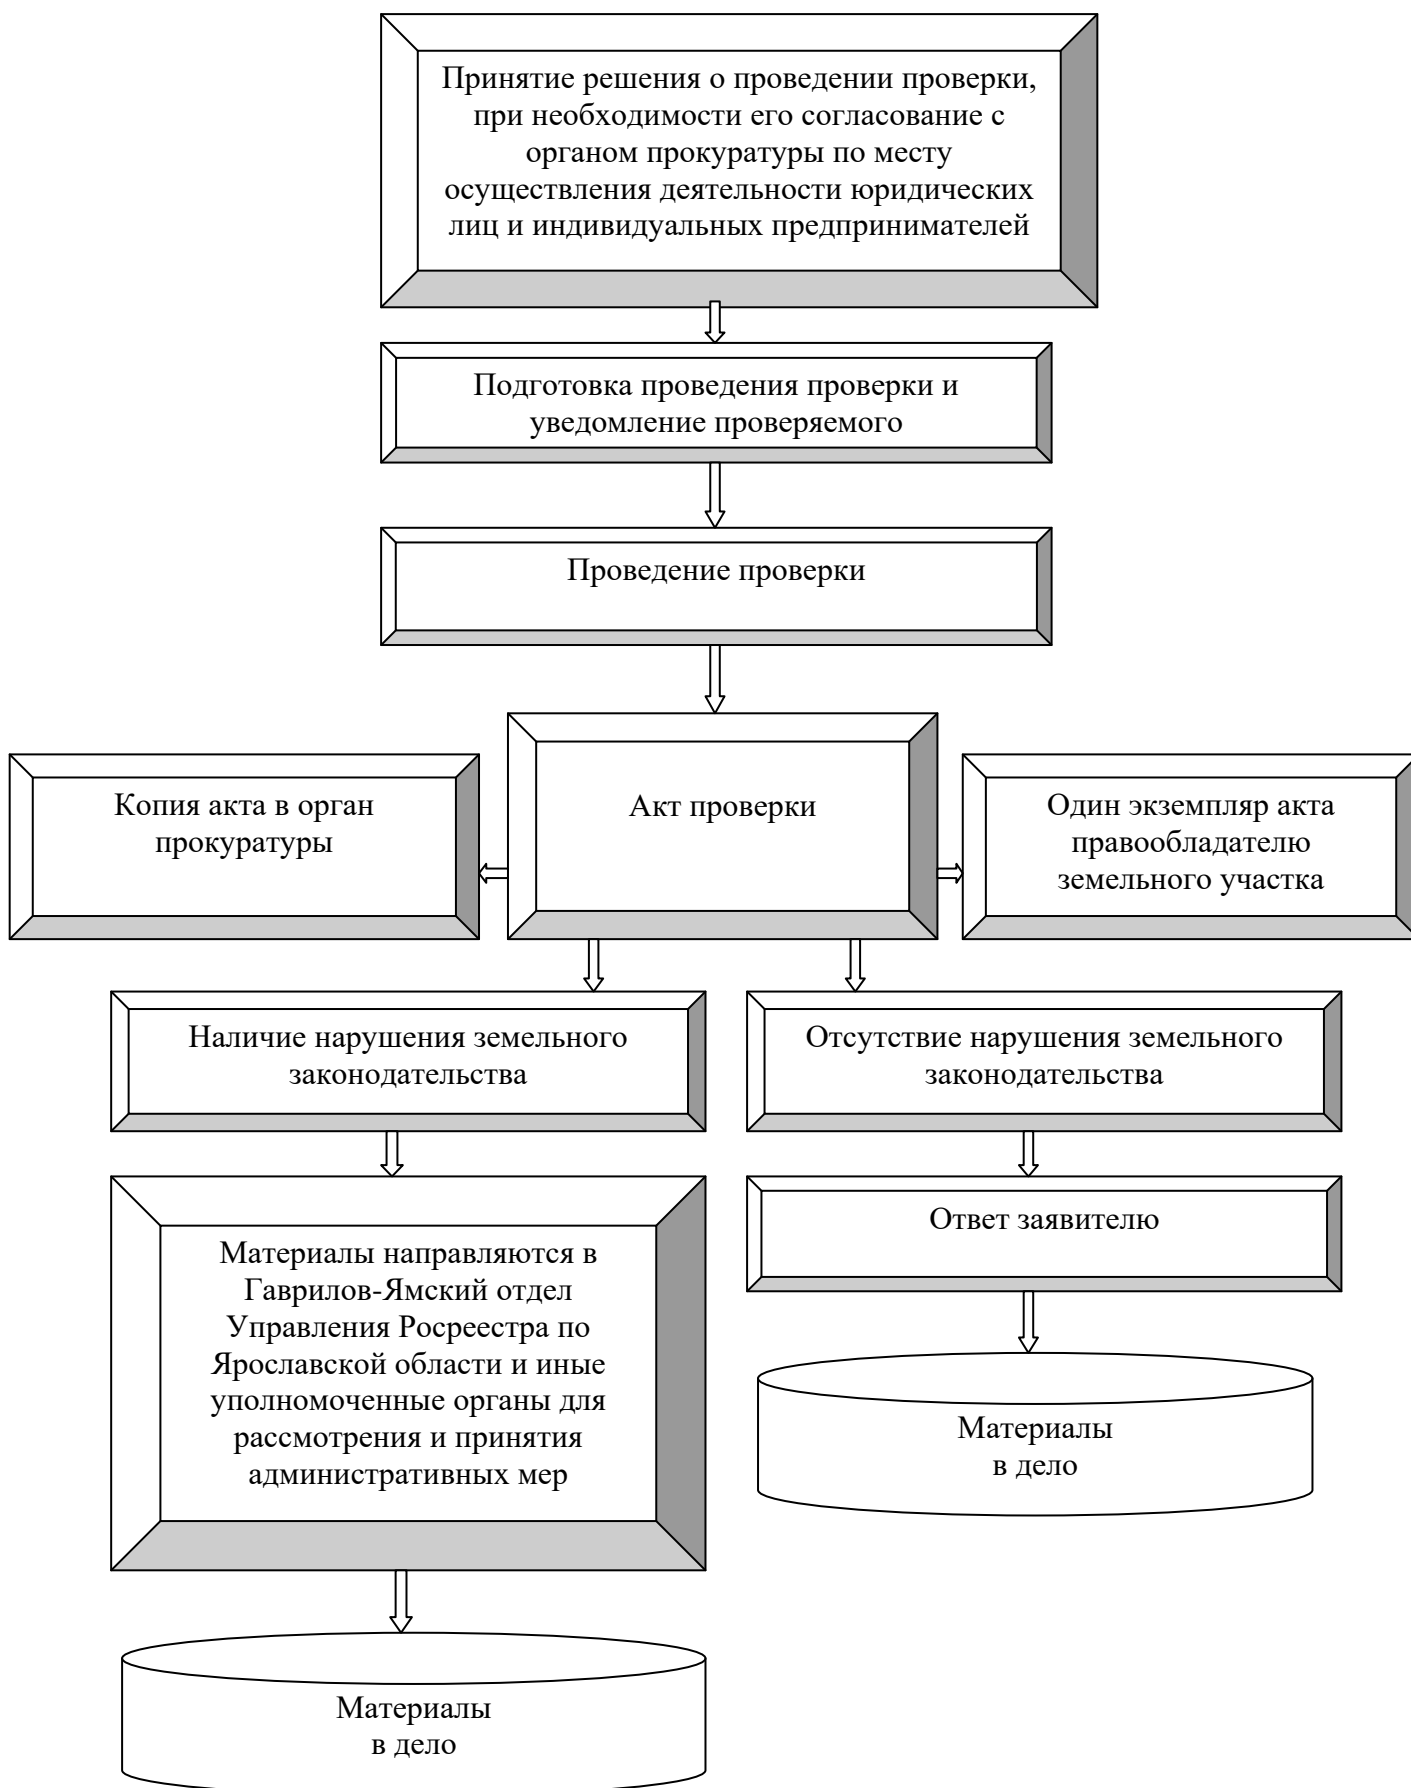 Принятие решения о проведении проверки,
при необходимости его согласование с
органом прокуратуры по месту
осуществления деятельности юридических
лиц и индивидуальных предпринимателей
Подготовка проведения проверки и
уведомление проверяемого
Проведение проверки
Копия акта в орган
прокуратуры
Акт проверки
Один экземпляр акта
правообладателю
земельного участка
Наличие нарушения земельного
законодательства
Отсутствие нарушения земельного
законодательства
Материалы направляются в
Гаврилов-Ямский отдел
Управления Росреестра по
Ярославской области и иные
уполномоченные органы для
рассмотрения и принятия
административных мер
Ответ заявителю
Материалы
в дело
Материалы
в дело